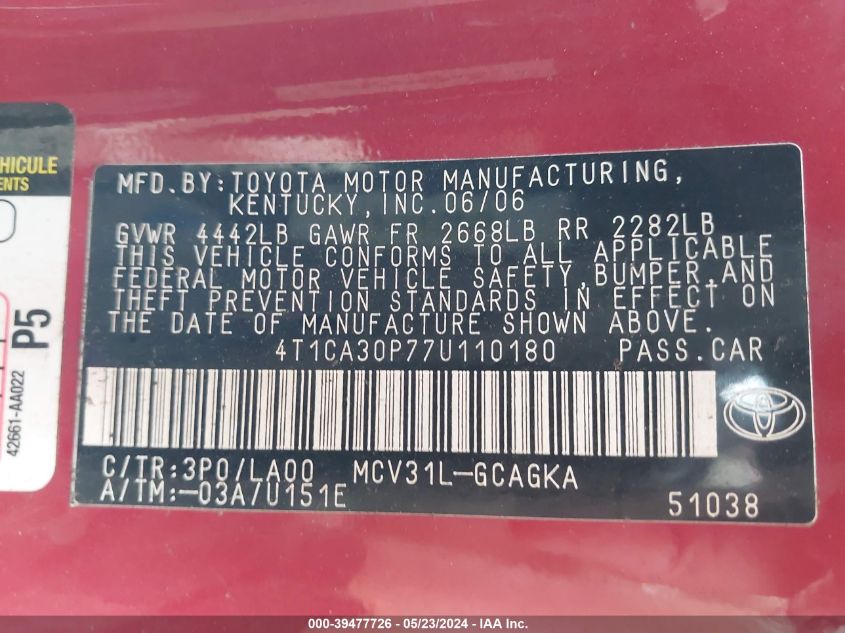 VEHICULE
ENTS
P5
42661-AA022
MFD.BY:TOYOTA MOTOR MANUFACTURING,
KENTUCKY,INC.06/06
GVWR 4442LB GAWR FR 2668LB RR 2282LB
THIS VEHICLE CONFORMS TO ALL APPLICABLE
FEDERAL MOTOR VEHICLE SAFETY,BUMPER,AND
THEFT PREVENTION STANDARDS IN EFFECT ON
THE DATE OF MANUFACTURE SHOWN ABOVE.
4T1CA30P77U110180 PASS.CAR
C/TR:3P0/LA00 MCV31L-GCAGKA
A/TM:-03A/U151E
51038
000-39477726 - 05/23/2024 - IAA Inc.